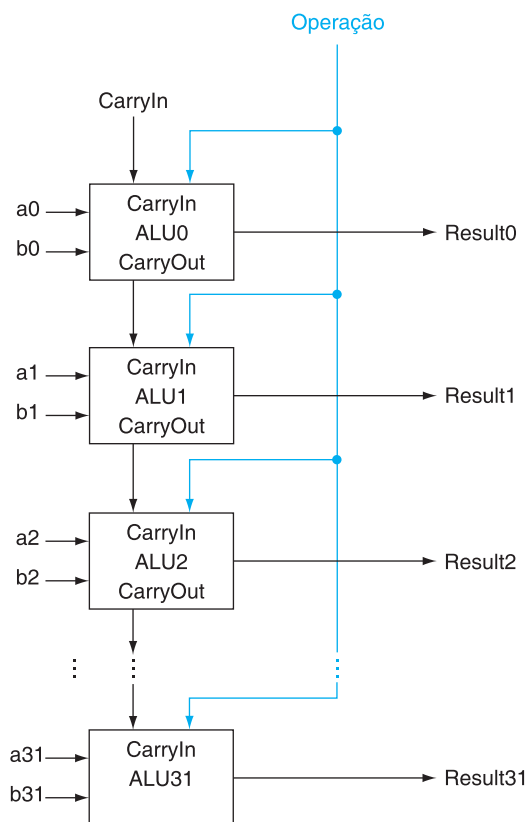 Operação
CarryIn
a0
b0
CarryIn
ALU0
CarryOut
Result0
a1
b1
CarryIn
ALU1
CarryOut
Result1
a2
b2
CarryIn
ALU2
CarryOut
Result2
a31
b31
CarryIn
ALU31
Result31